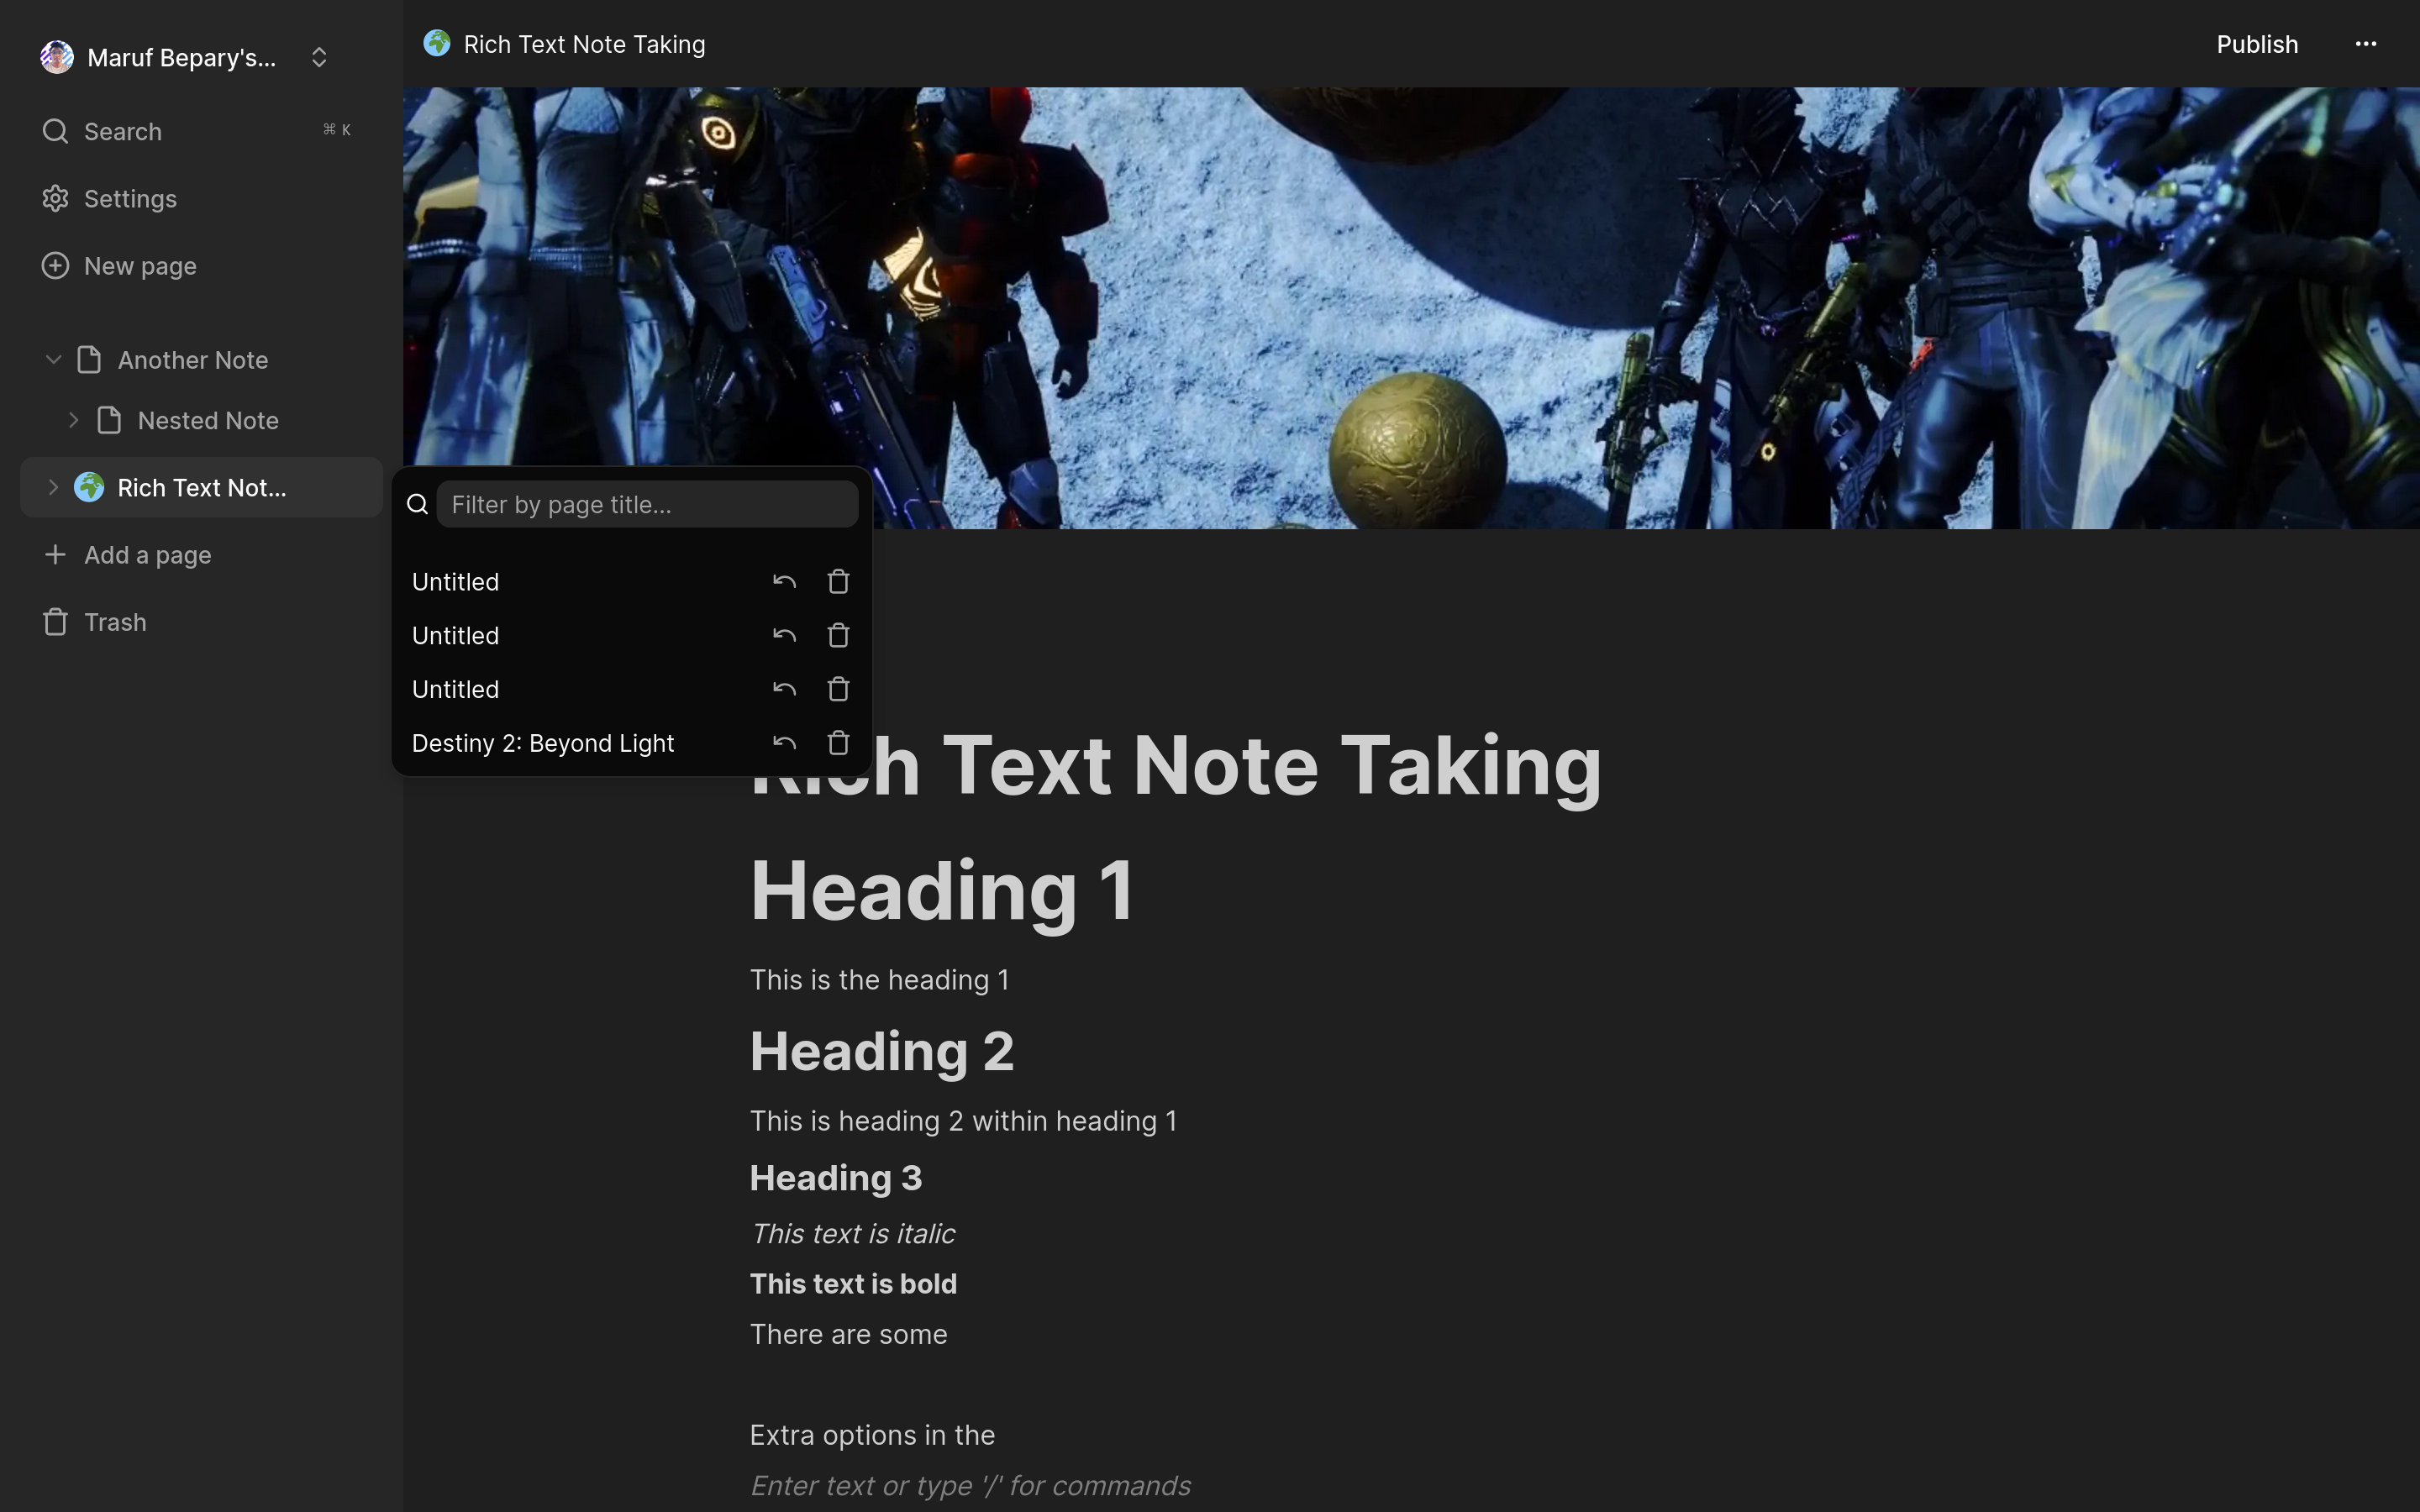 Maruf Bepary's...
Search ⌘ K
Settings
New page
Another Note
Nested Note
Rich Text Not...
Add a page
Trash
Rich Text Note Taking
Publish
Filter by page title...
Untitled
Untitled
Untitled
Destiny 2: Beyond Light
Rich Text Note Taking
Heading 1
This is the heading 1
Heading 2
This is heading 2 within heading 1
Heading 3
This text is italic
This text is bold
There are some
Extra options in the
Enter text or type '/' for commands